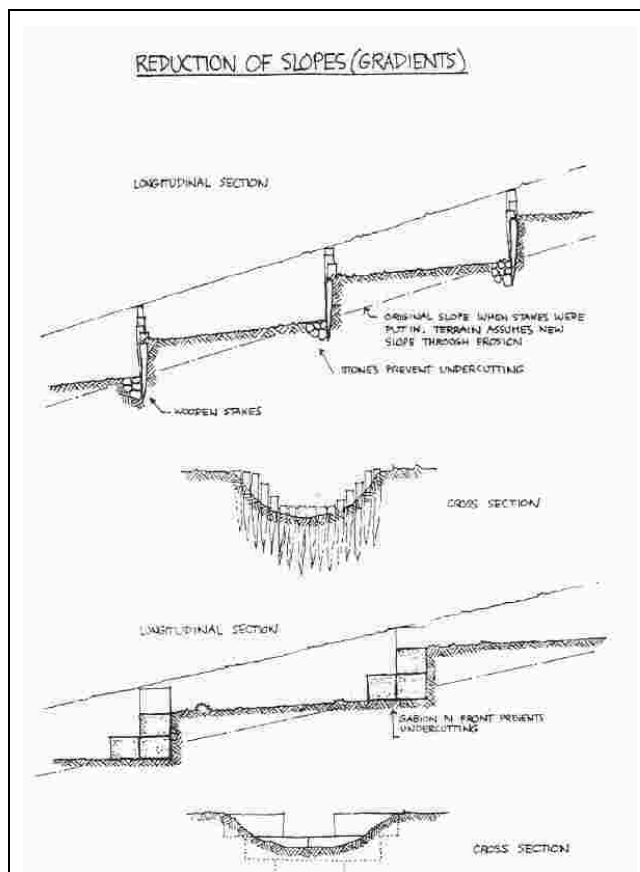 REDUCTION OF SLOPES (GRADIENTS)
LONGITUDINAL SECTION
ORIGINAL SLOPE WHEN STAKES WERE
PUT IN. TERRAIN ASSUMES NEW
SLOPE THROUGH EROSION
STONES PREVENT UNDERCUTTING
WOODEN STAKES
CROSS SECTION
LONGITUDINAL SECTION
GABION IN FRONT PREVENTS
UNDERCUTTING
CROSS SECTION